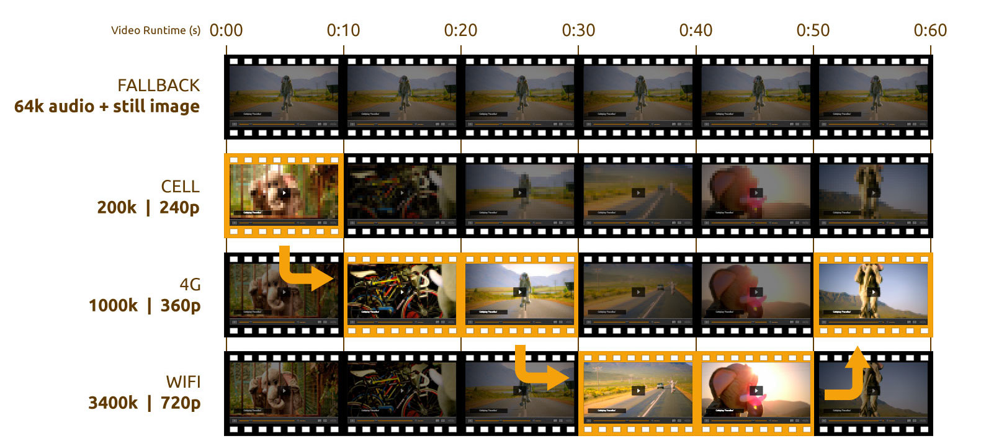 Video Runtime (s) 0:00 0:10 0:20 0:30 0:40 0:50 0:60
FALLBACK
64k audio + still image
CELL
200k | 240p
4G
1000k | 360p
WIFI
3400k | 720p